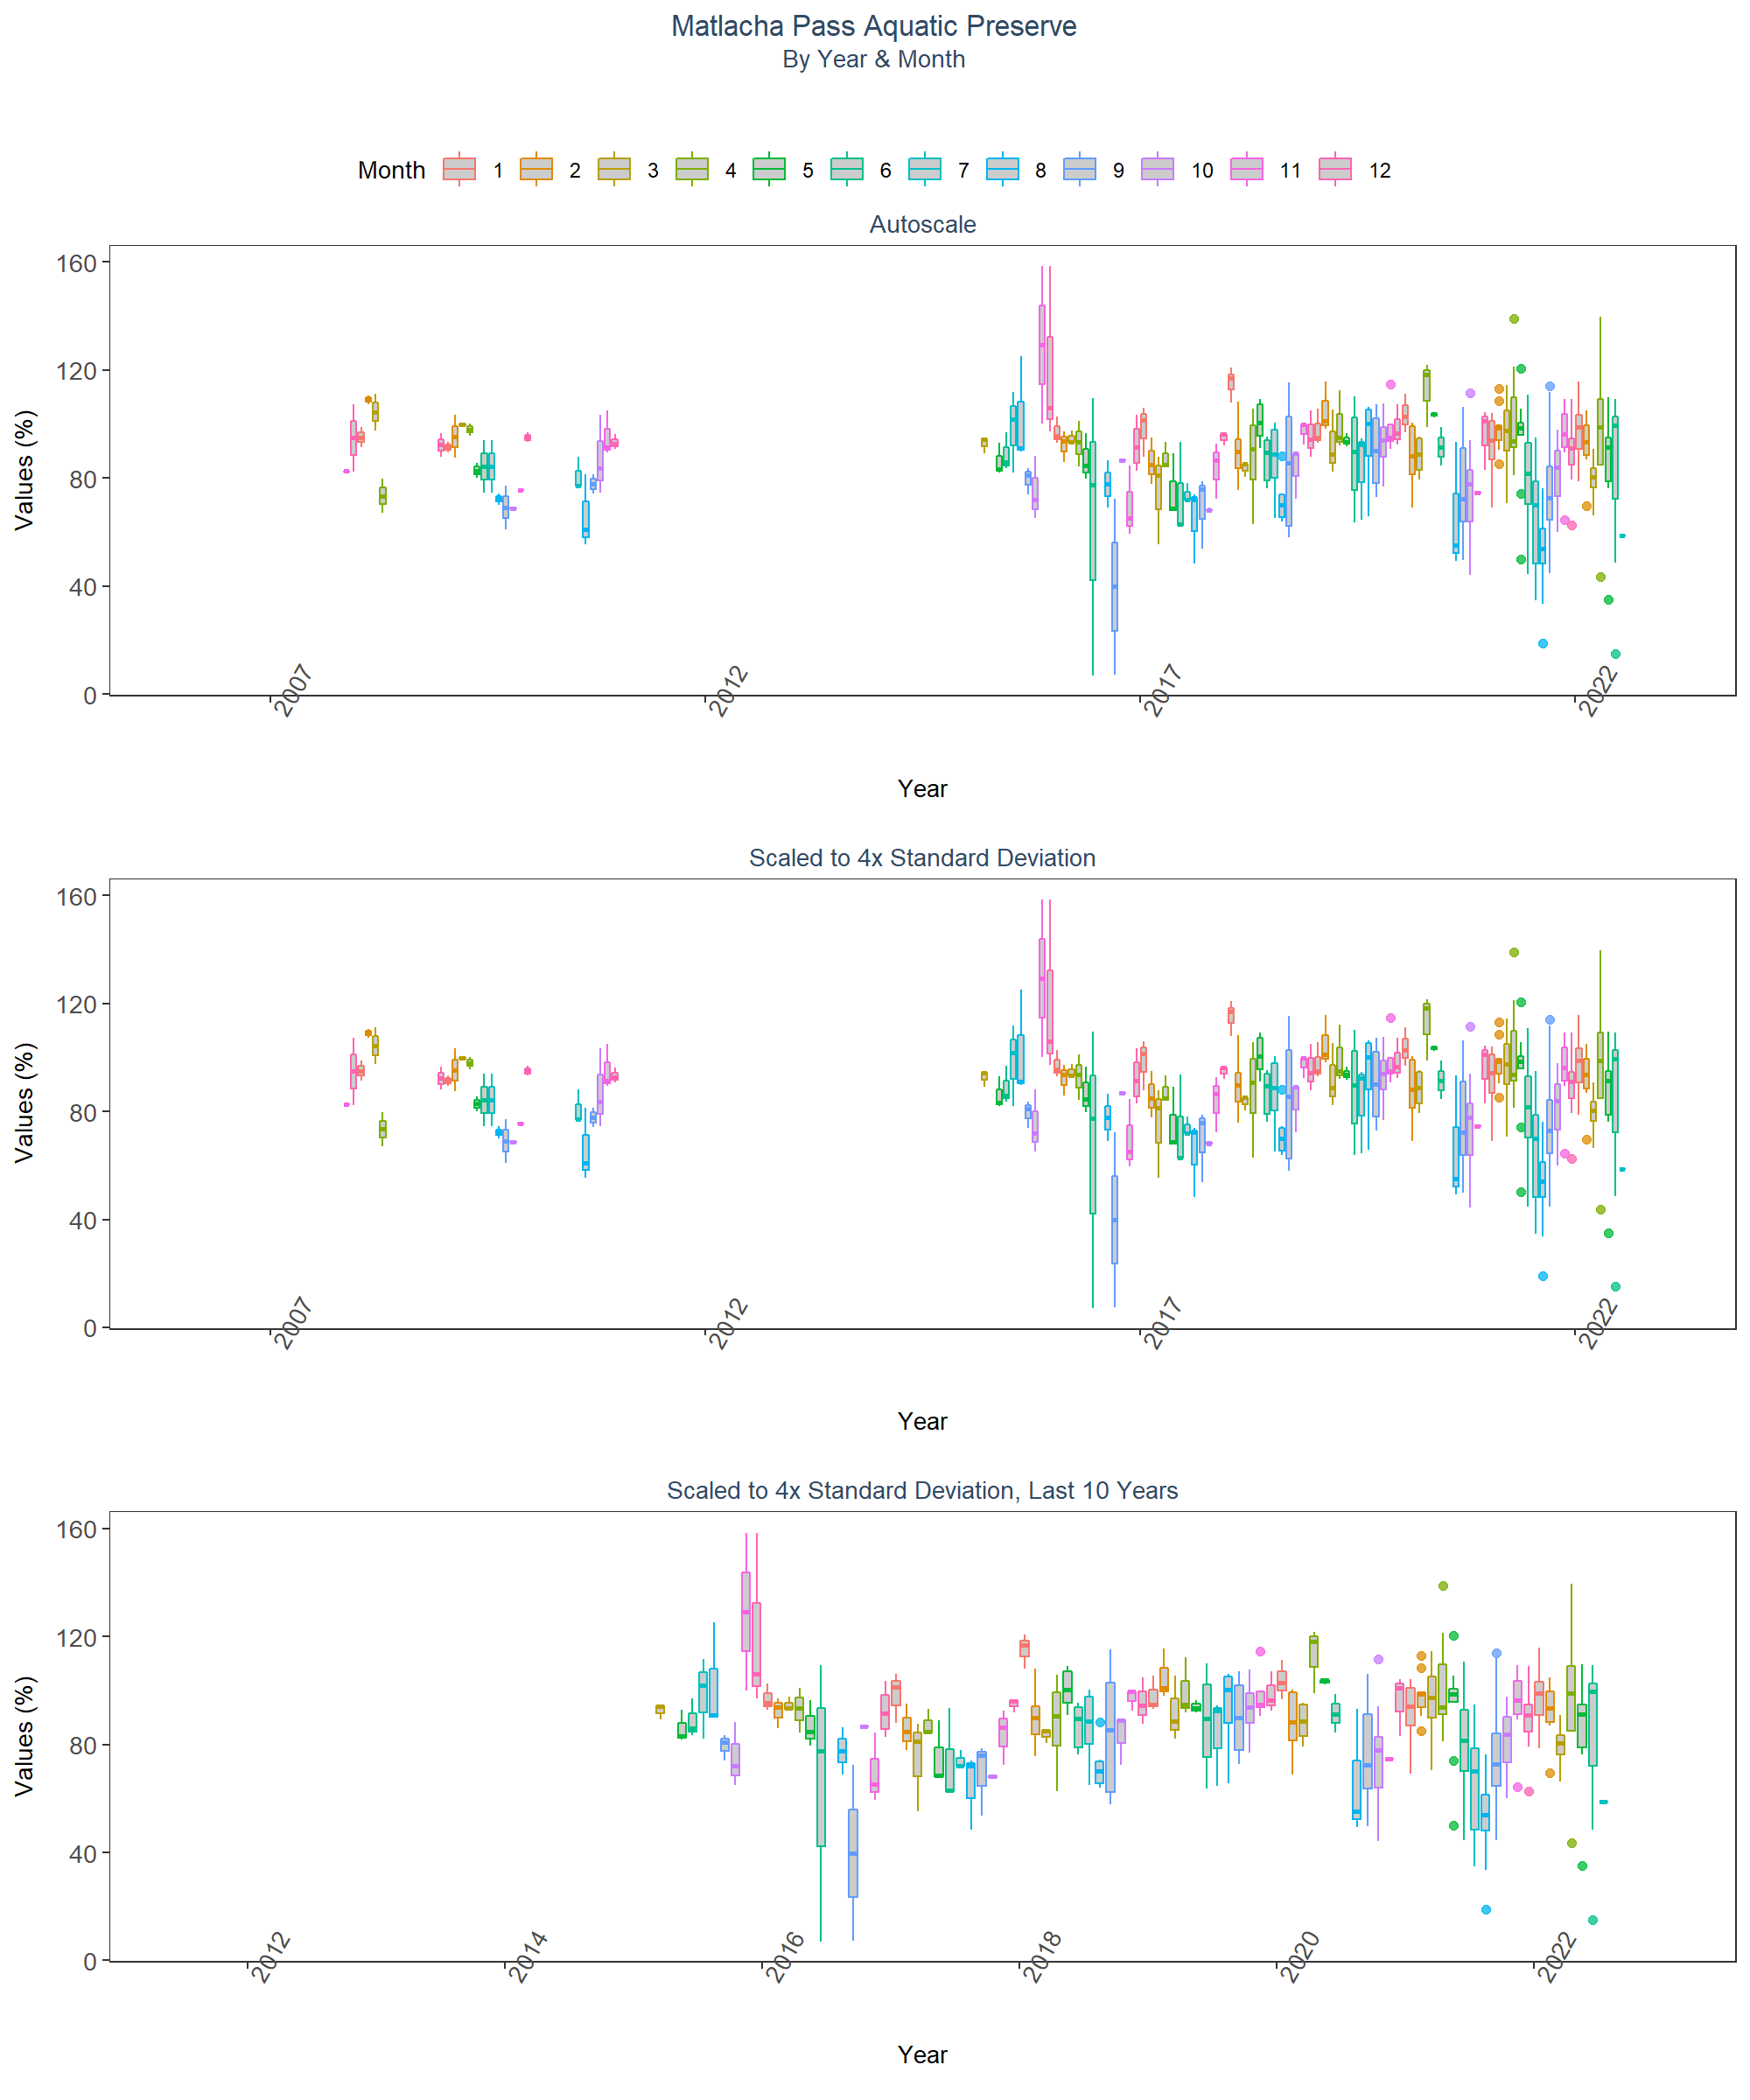 Matlacha Pass Aquatic Preserve
By Year & Month
Month 1 2 3 4 5 6 7 8 9 10 11 12
Autoscale
Values (%)
160
120
80
40
0
2007 2012 2017 2022
Year
Scaled to 4x Standard Deviation
Values (%)
160
120
80
40
0
2007 2012 2017 2022
Year
Scaled to 4x Standard Deviation, Last 10 Years
Values (%)
160
120
80
40
0
2012 2014 2016 2018 2020 2022
Year